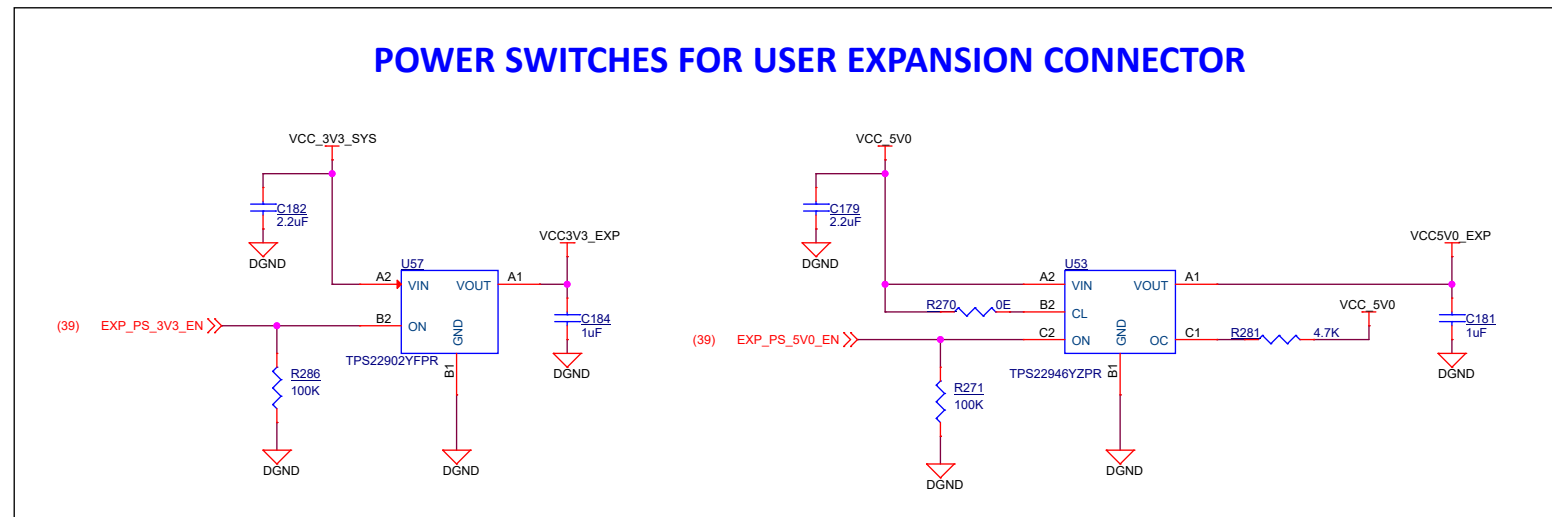 POWER SWITCHES FOR USER EXPANSION CONNECTOR
VCC_3V3_SYS
C182
2.2uF
DGND
VCC3V3_EXP
U57
A2
VIN
VOUT
A1
(39)
EXP_PS_3V3_EN
B2
ON
GND
C184
1uF
DGND
TPS22902YFPR
B1
R286
100K
DGND
DGND
VCC_5V0
C179
2.2uF
DGND
VCC5V0_EXP
U53
A2
VIN
VOUT
A1
R270
0E
B2
CL
VCC_5V0
(39)
EXP_PS_5V0_EN
C2
ON
GND
OC
C1
R281
4.7K
C181
1uF
DGND
TPS22946YZPR
B1
R271
100K
DGND
DGND